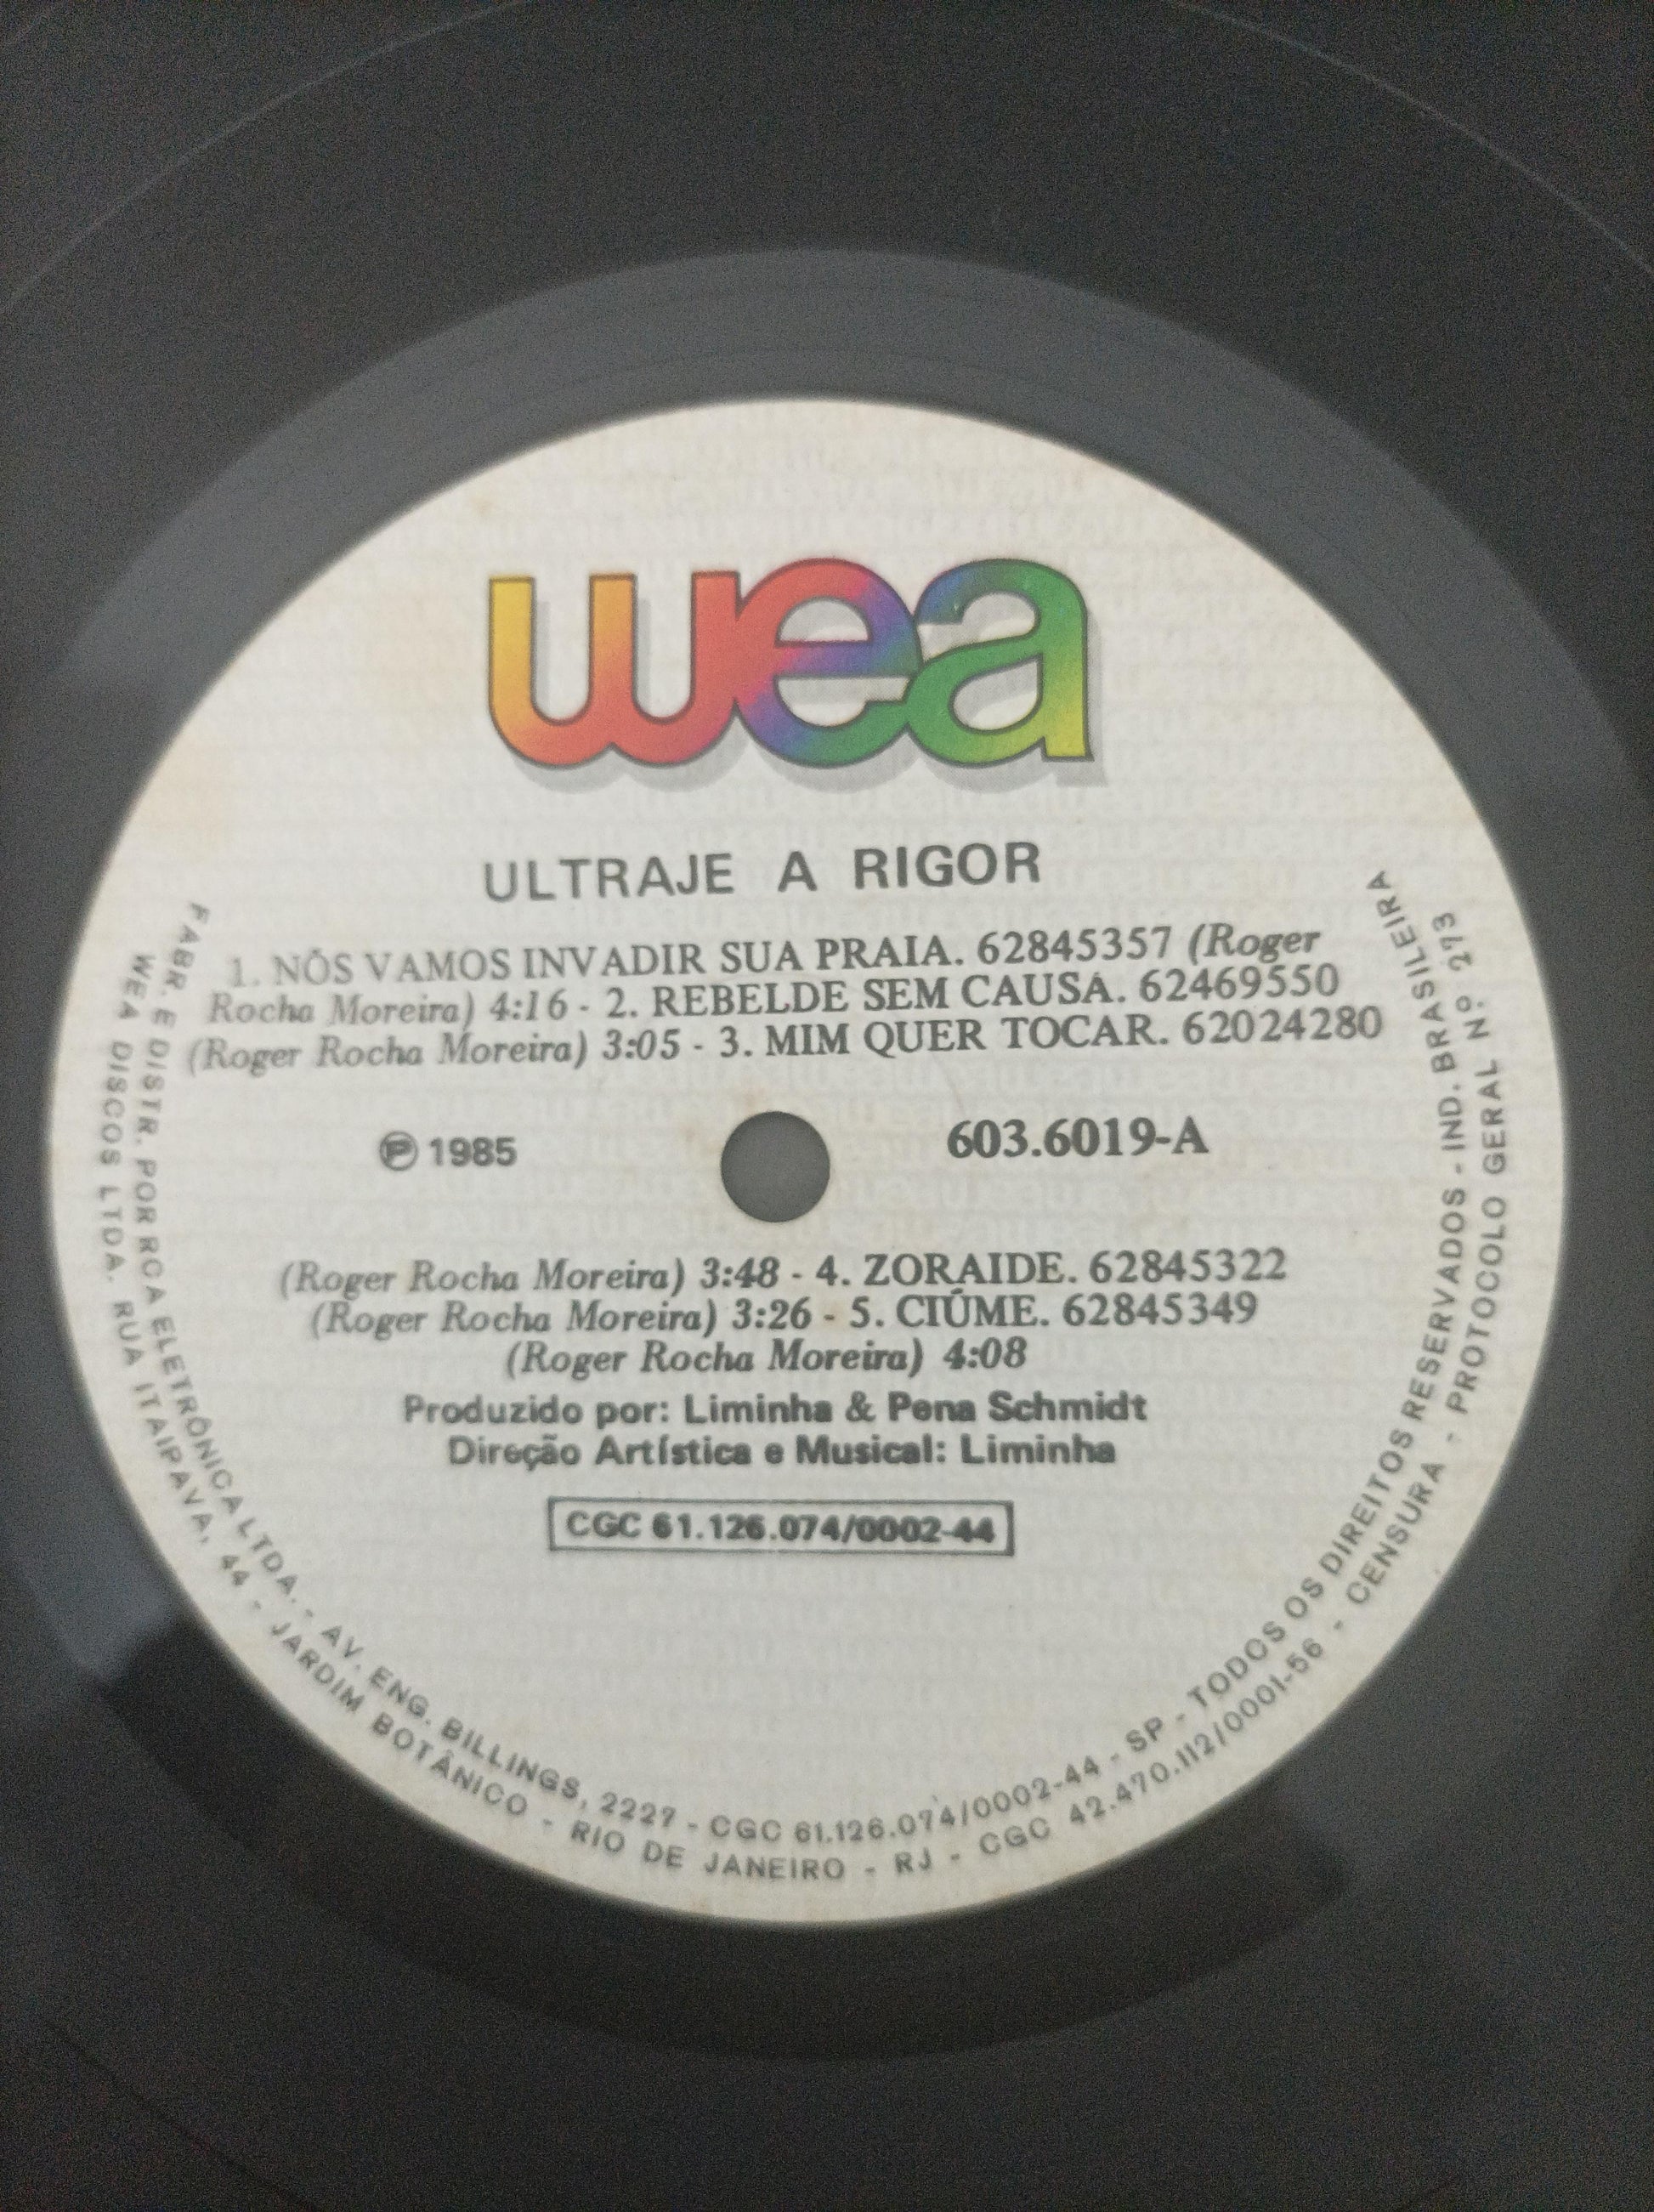 wea
ULTRAJE A RIGOR
1. NÓS VAMOS INVADIR SUA PRAIA. 62845357 (Roger
Rocha Moreira) 4:16 - 2. REBELDE SEM CAUSA. 62469550
(Roger Rocha Moreira) 3:05 - 3. MIM QUER TOCAR. 62024280
Ⓟ 1985
603.6019-A
(Roger Rocha Moreira) 3:48 - 4. ZORAIDE. 62845322
(Roger Rocha Moreira) 3:26 - 5. CIÚME. 62845349
(Roger Rocha Moreira) 4:08
Produzido por: Liminha & Pena Schmidt
Direção Artística e Musical: Liminha
CGC 61.126.074/0002-44
FABR. E DISTR. POR RCA ELETRÔNICA LTDA. - AV. ENG. BILLINGS, 2227 - CGC 61.126.074/0002-44 - SP - TODOS OS DIREITOS RESERVADOS - IND. BRASILEIRA
WEA DISCOS LTDA. RUA ITAIPAVA, 44 - JARDIM BOTÂNICO - RIO DE JANEIRO - RJ - CGC 42.470.112/0001-56 - CENSURA - PROTOCOLO GERAL Nº 273